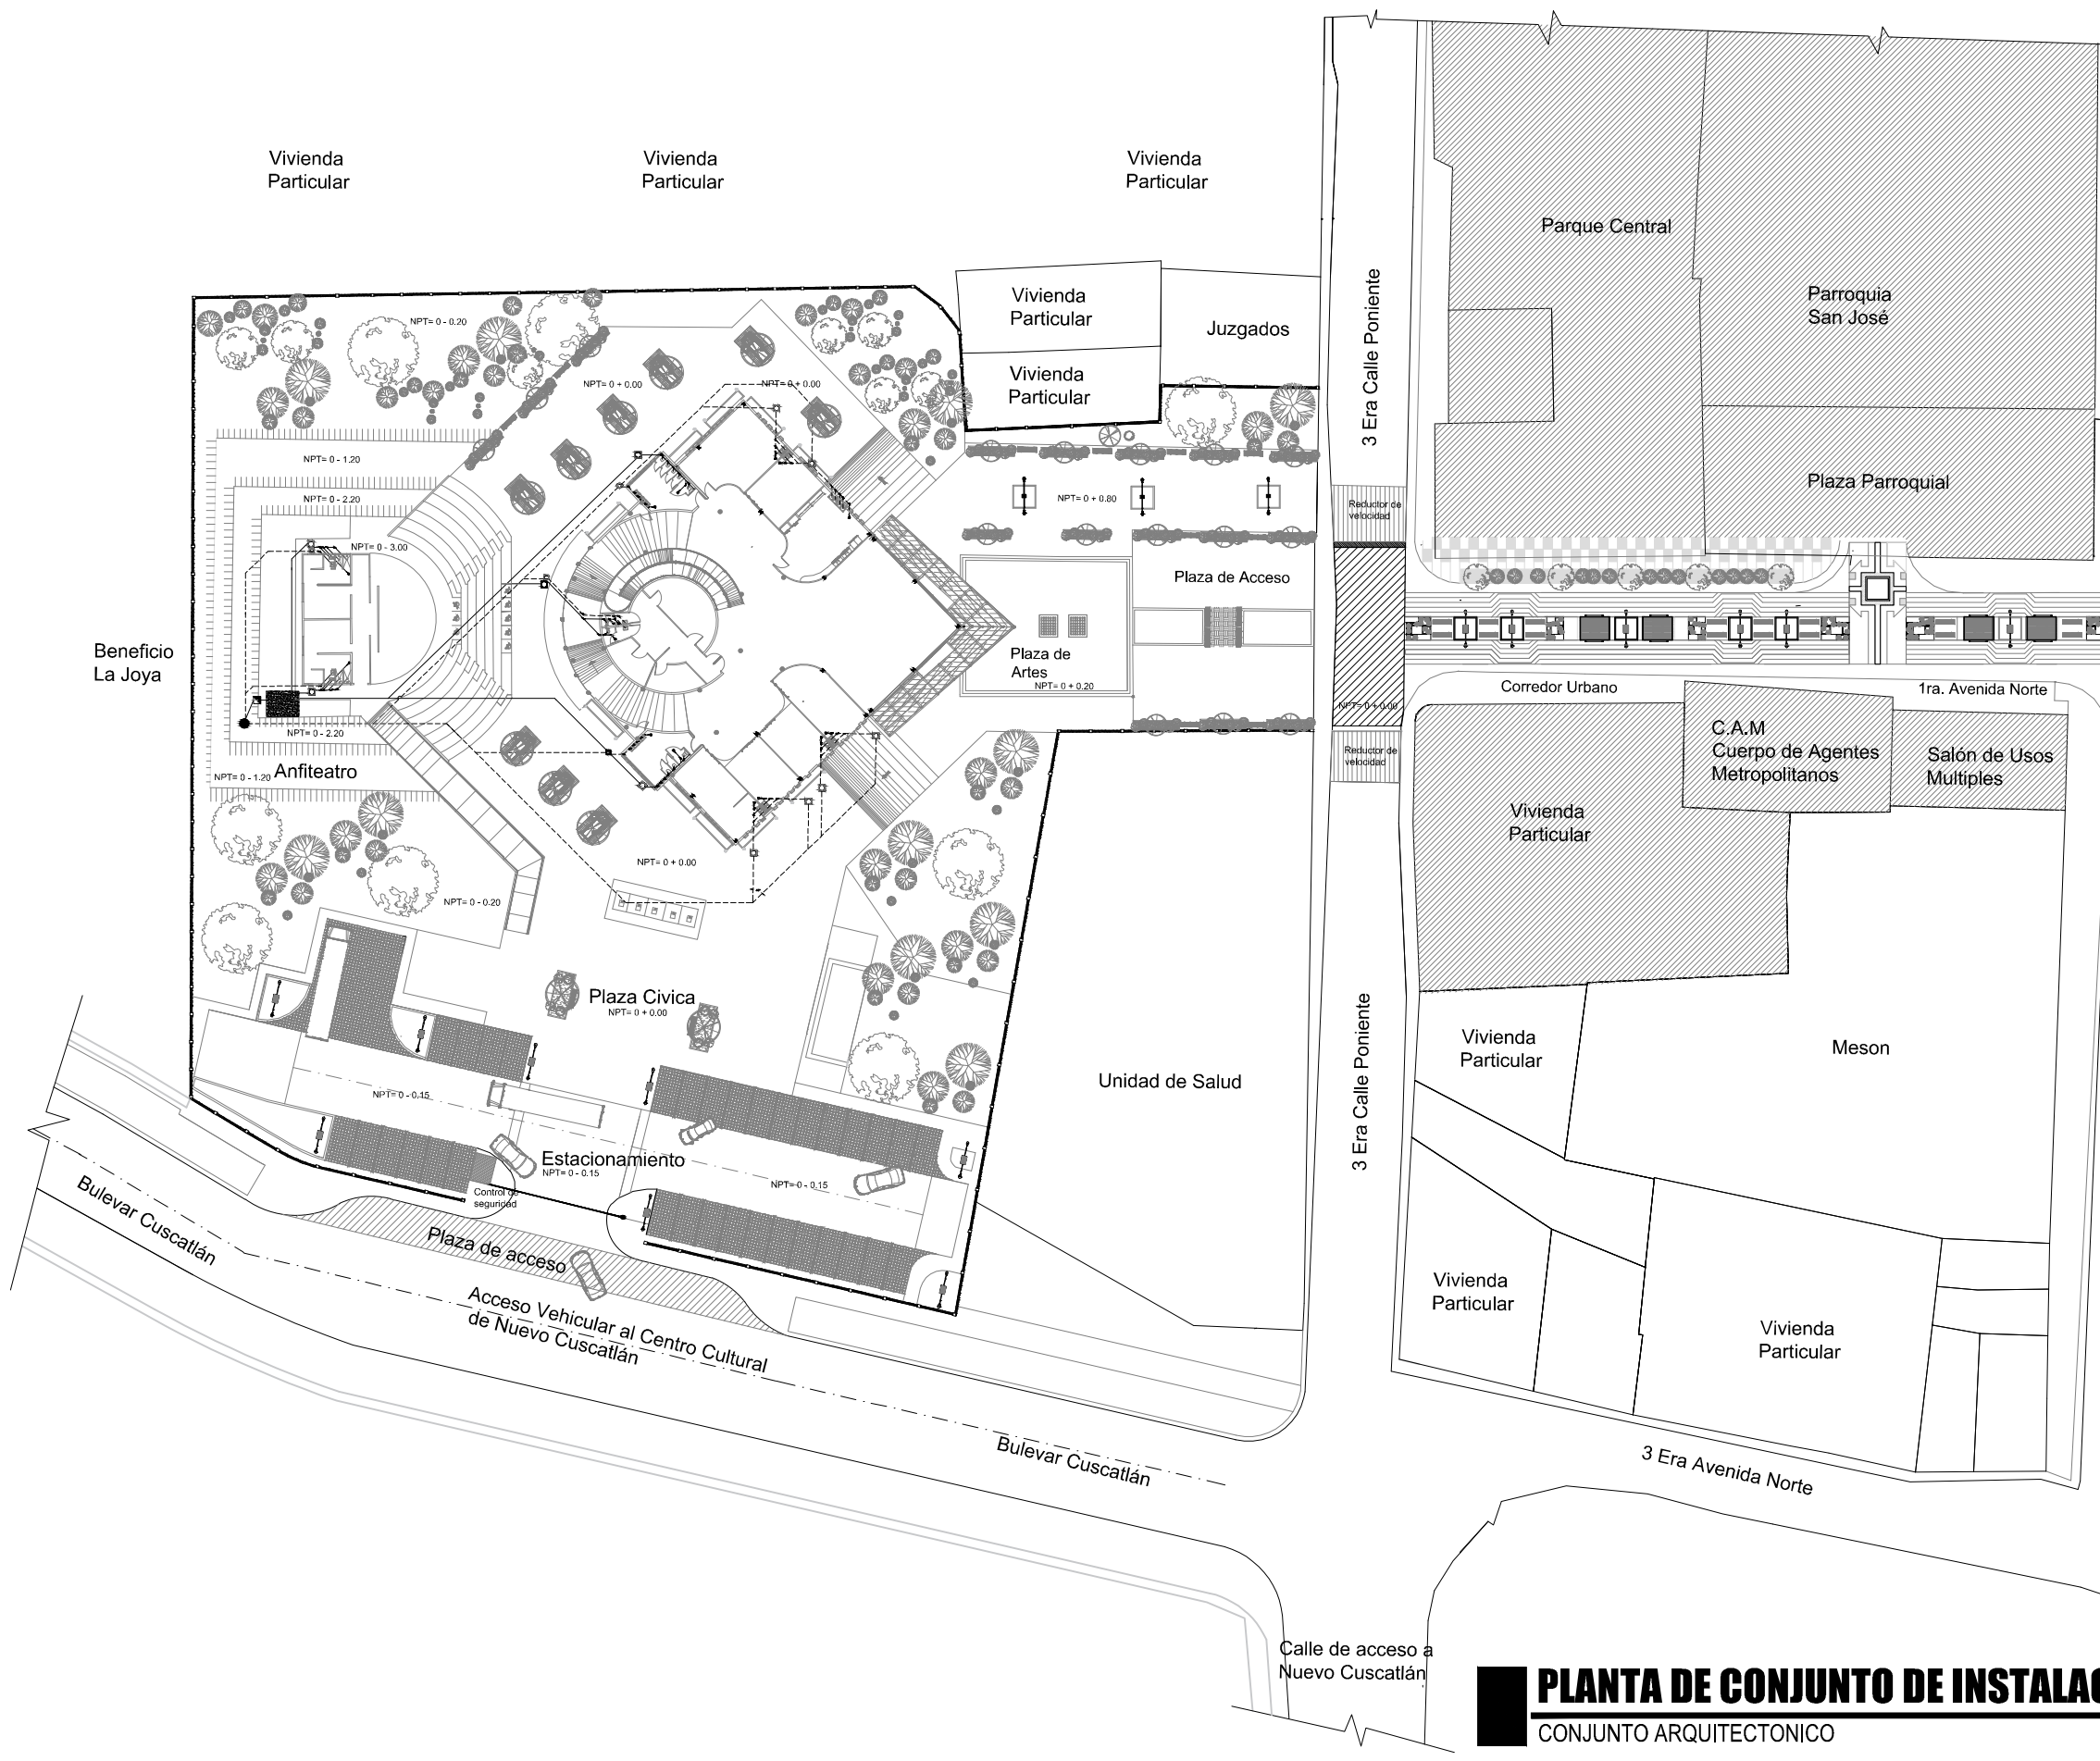 Vivienda
Particular
Vivienda
Particular
Vivienda
Particular
Parque Central
Parroquia
San José
Vivienda
Particular
Juzgados
3 Era Calle Poniente
NPT= 0 - 0.20
NPT= 0 + 0.00
NPT= 0 + 0.00
Vivienda
Particular
NPT= 0 - 1.20
NPT= 0 - 2.20
NPT= 0 - 3.00
NPT= 0 + 0.80
Reductor de
velocidad
Plaza Parroquial
Plaza de Acceso
Beneficio
La Joya
Plaza de
Artes
NPT= 0 + 0.20
NPT= 0 + 0.00
Corredor Urbano
1ra. Avenida Norte
NPT= 0 - 2.20
Anfiteatro
NPT= 0 - 1.20
Reductor de
velocidad
C.A.M
Cuerpo de Agentes
Metropolitanos
Salón de Usos
Multiples
Vivienda
Particular
NPT= 0 + 0.00
NPT= 0 - 0.20
Plaza Civica
NPT= 0 + 0.00
3 Era Calle Poniente
Vivienda
Particular
Meson
Unidad de Salud
NPT= 0 - 0.15
Estacionamiento
NPT= 0 - 0.15
NPT= 0 - 0.15
Control de
seguridad
Bulevar Cuscatlán
Plaza de acceso
Acceso Vehicular al Centro Cultural
de Nuevo Cuscatlán
Vivienda
Particular
Vivienda
Particular
Bulevar Cuscatlán
3 Era Avenida Norte
Calle de acceso a
Nuevo Cuscatlán
PLANTA DE CONJUNTO DE INSTALAC
CONJUNTO ARQUITECTONICO